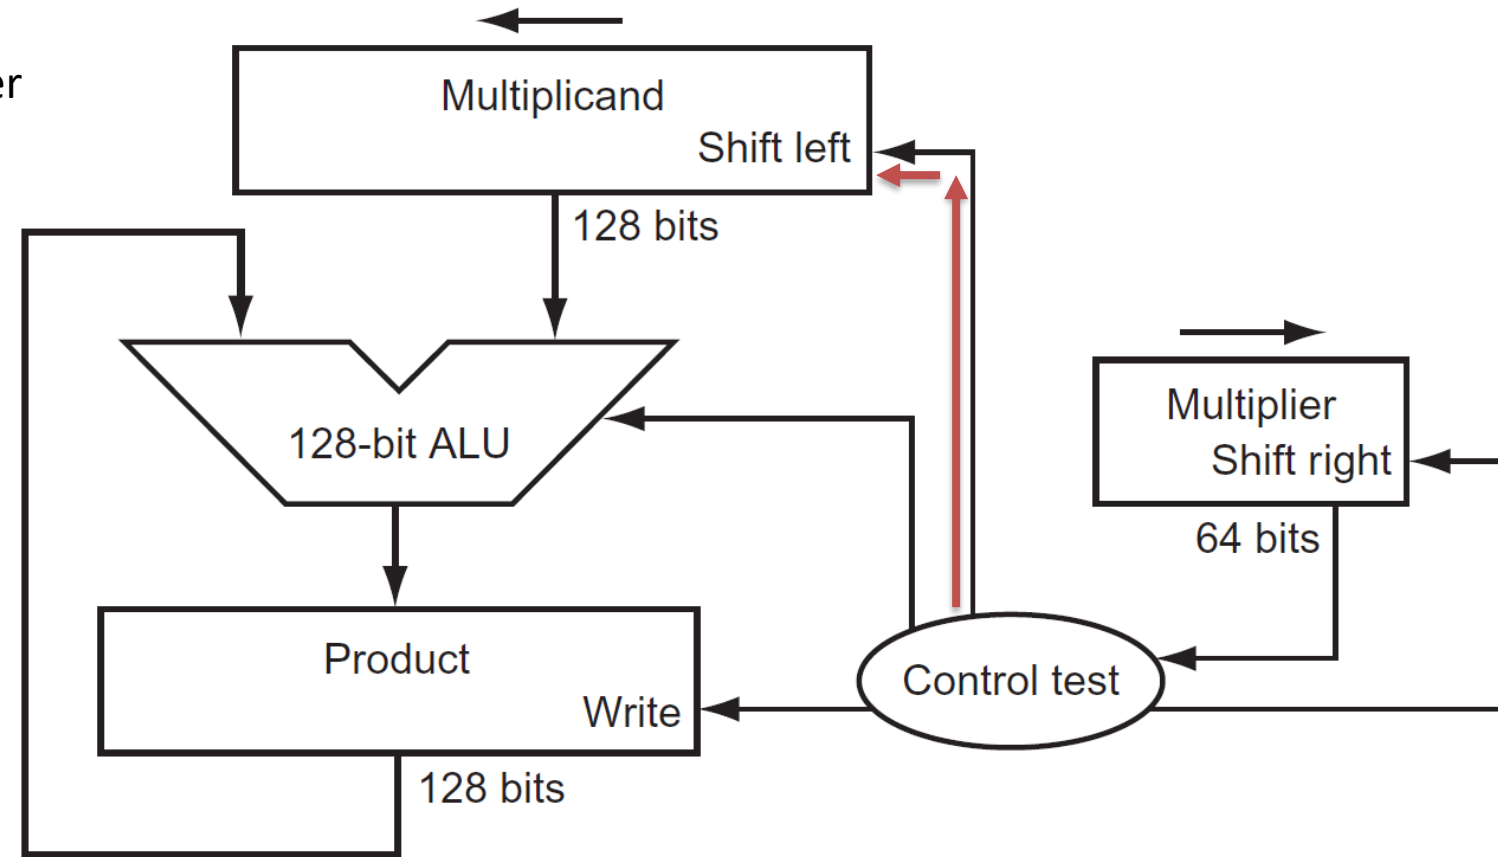 er
Multiplicand
Shift left
128 bits
128-bit ALU
Multiplier
Shift right
64 bits
Product
Write
Control test
128 bits